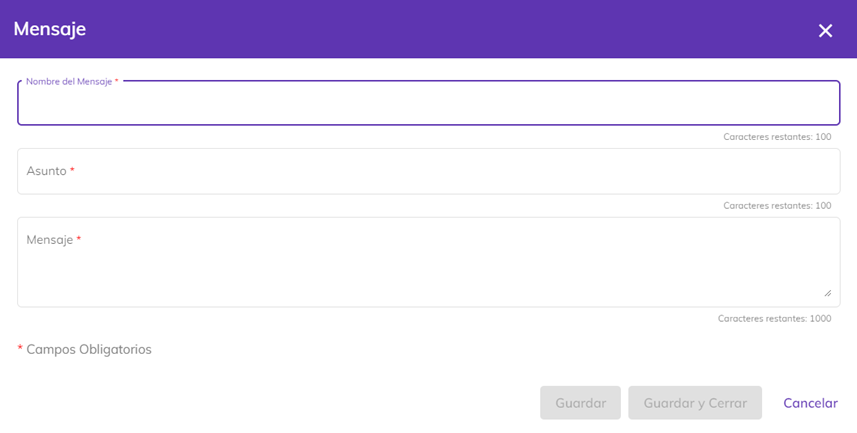 Mensaje
Nombre del Mensaje *
Caracteres restantes: 100
Asunto *
Caracteres restantes: 100
Mensaje *
Caracteres restantes: 1000
* Campos Obligatorios
Guardar Guardar y Cerrar Cancelar